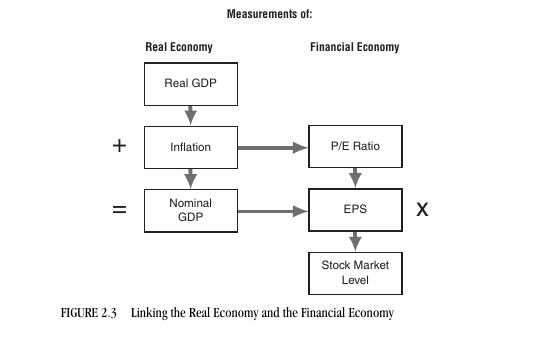 Measurements of:
Real Economy
Financial Economy
Real GDP
+
Inflation
P/E Ratio
=
Nominal
GDP
EPS
X
Stock Market
Level
FIGURE 2.3 Linking the Real Economy and the Financial Economy